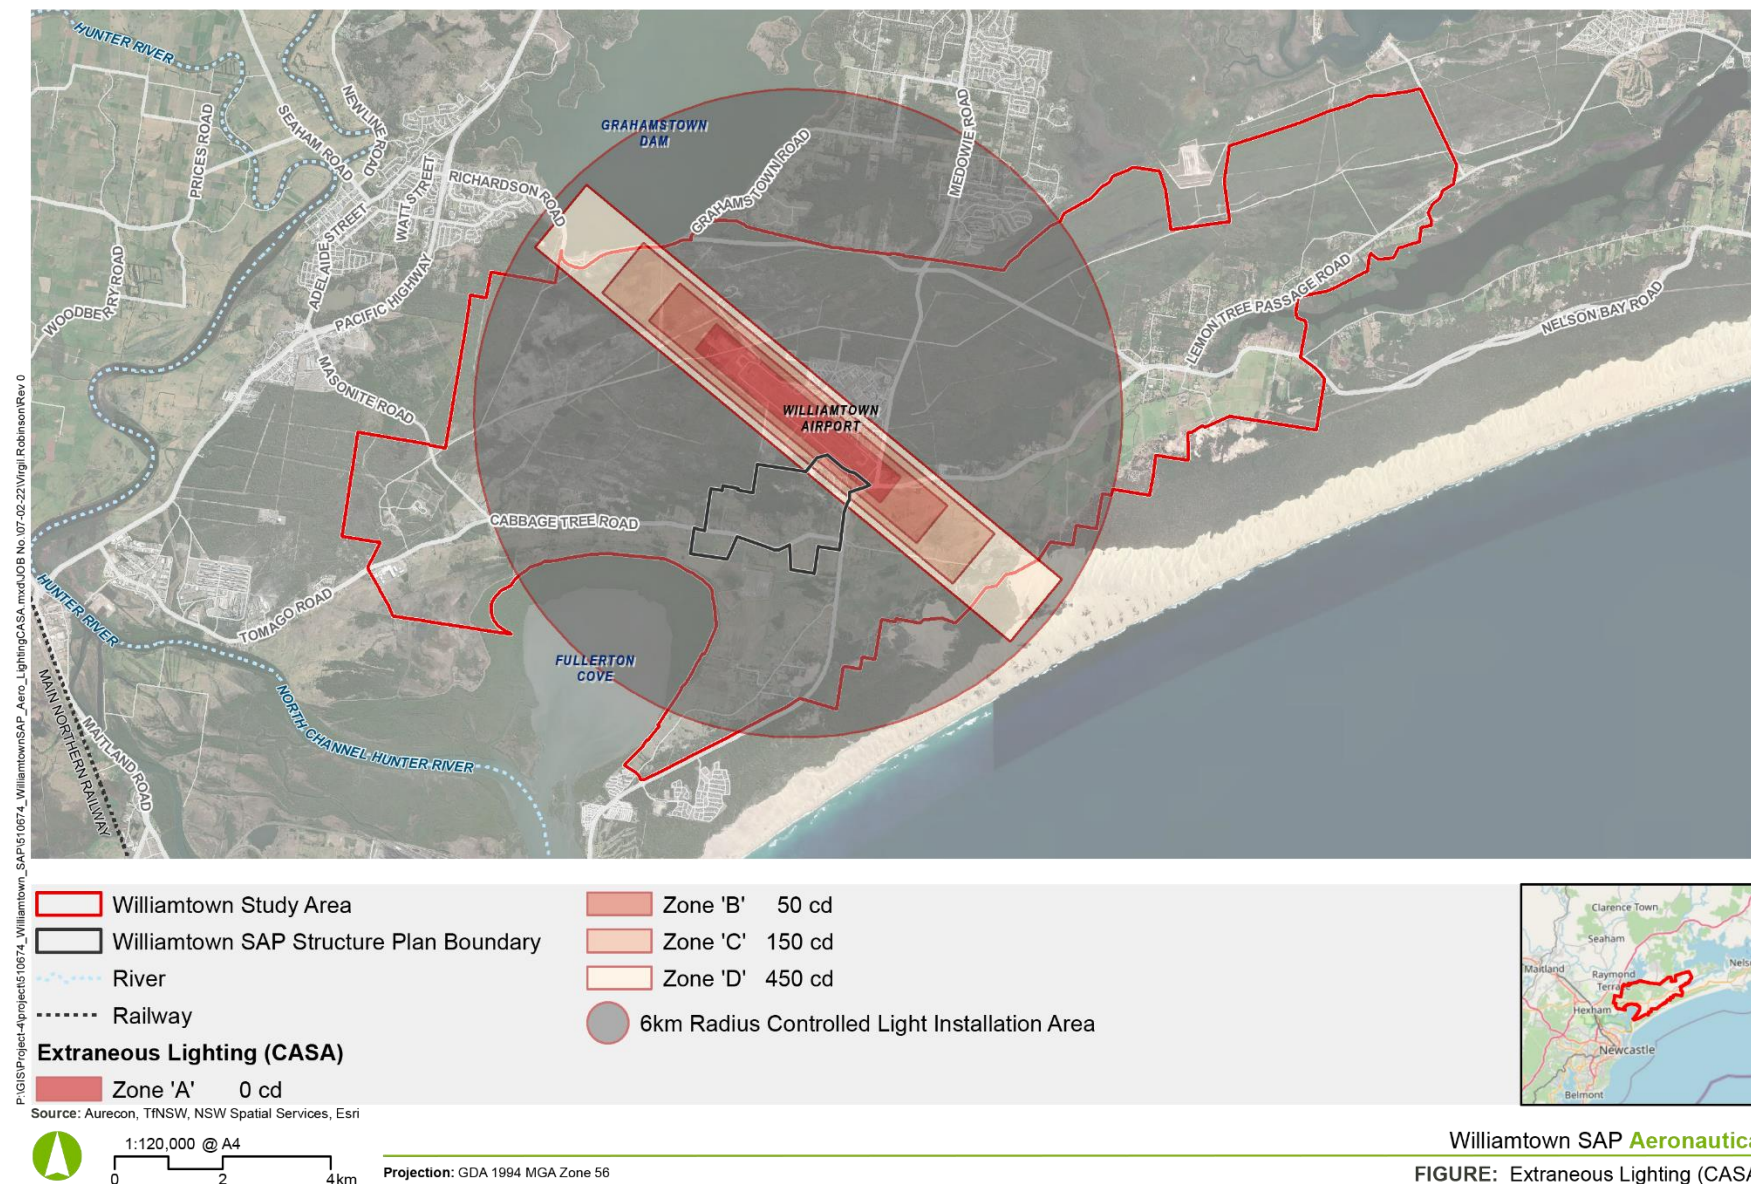 HUNTER RIVER
PRICES ROAD
SEAHAM ROAD
NEWLINE ROAD
WATT STREET
ADELAIDE STREET
RICHARDSON ROAD
GRAHAMSTOWN
DAM
GRAHAMSTOWN ROAD
MEDOWIE ROAD
WOODBERRY ROAD
PACIFIC HIGHWAY
MASONITE ROAD
LEMON TREE PASSAGE ROAD
NELSON BAY ROAD
WILLIAMTOWN
AIRPORT
CABBAGE TREE ROAD
TOMAGO ROAD
HUNTER RIVER
FULLERTON
COVE
NORTH CHANNEL HUNTER RIVER
MAITLAND ROAD
MAIN NORTHERN RAILWAY
P:\GIS\Project-4\project\510674_Williamtown_SAP\510674_WilliamtownSAP_Aero_LightingCASA.mxd\JOB No.\07-02-22\Virgil.Robinson\Rev 0
Williamtown Study Area
Williamtown SAP Structure Plan Boundary
River
Railway
Extraneous Lighting (CASA)
Zone 'A' 0 cd
Zone 'B' 50 cd
Zone 'C' 150 cd
Zone 'D' 450 cd
6km Radius Controlled Light Installation Area
Clarence Town
Seaham
Maitland
Raymond
Terrace
Nels
Hexham
Newcastle
Belmont
Source: Aurecon, TfNSW, NSW Spatial Services, Esri
1:120,000 @ A4
0 2 4km
Projection: GDA 1994 MGA Zone 56
Williamtown SAP Aeronautica
FIGURE: Extraneous Lighting (CASA